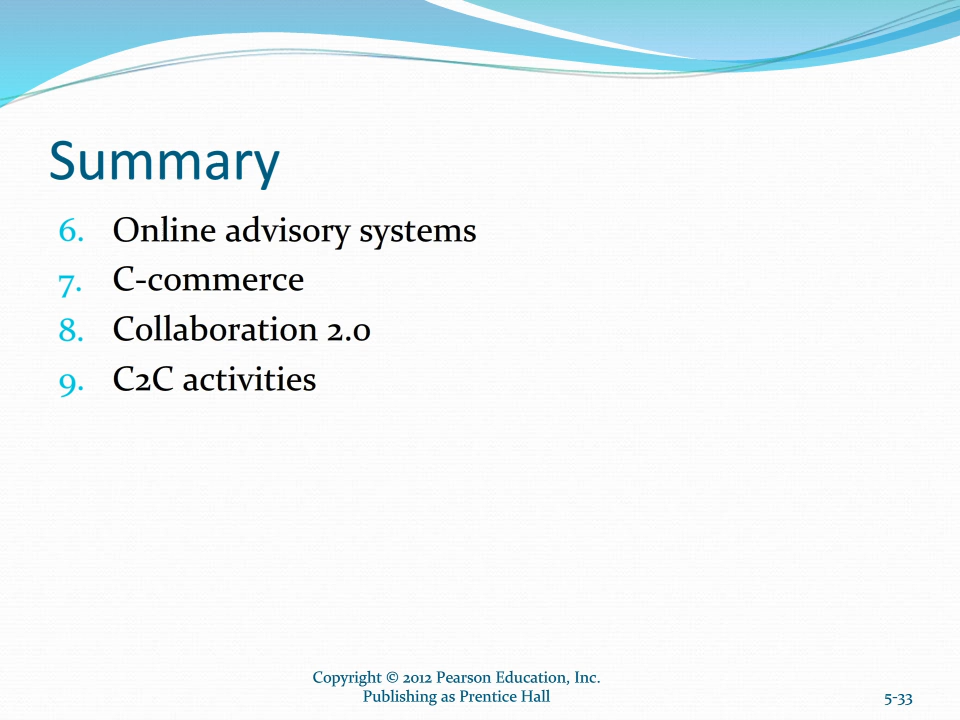 Summary
6. Online advisory systems
7. C-commerce
8. Collaboration 2.0
9. C2C activities
Copyright © 2012 Pearson Education, Inc.
Publishing as Prentice Hall
5-33